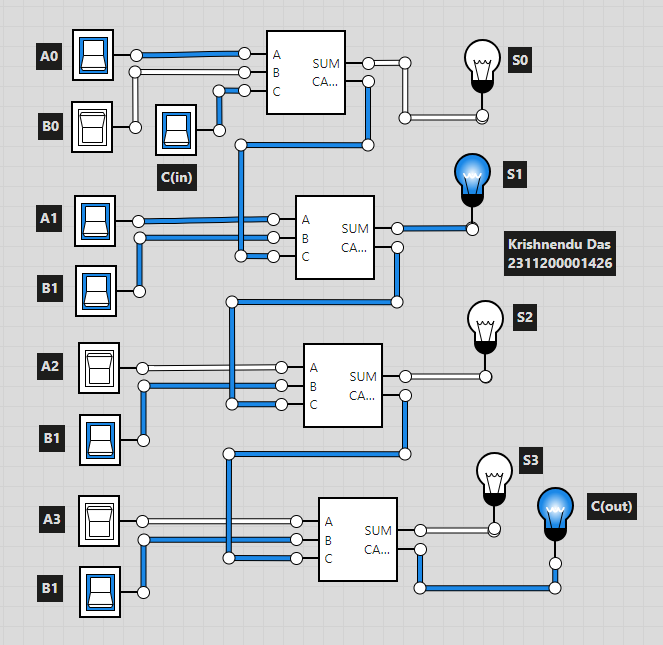 A0
B0
C(in)
A
B
C
SUM
CA...
S0
A1
B1
A
B
C
SUM
CA...
S1
Krishnendu Das
2311200001426
A2
B1
A
B
C
SUM
CA...
S2
A3
B1
A
B
C
SUM
CA...
S3
C(out)